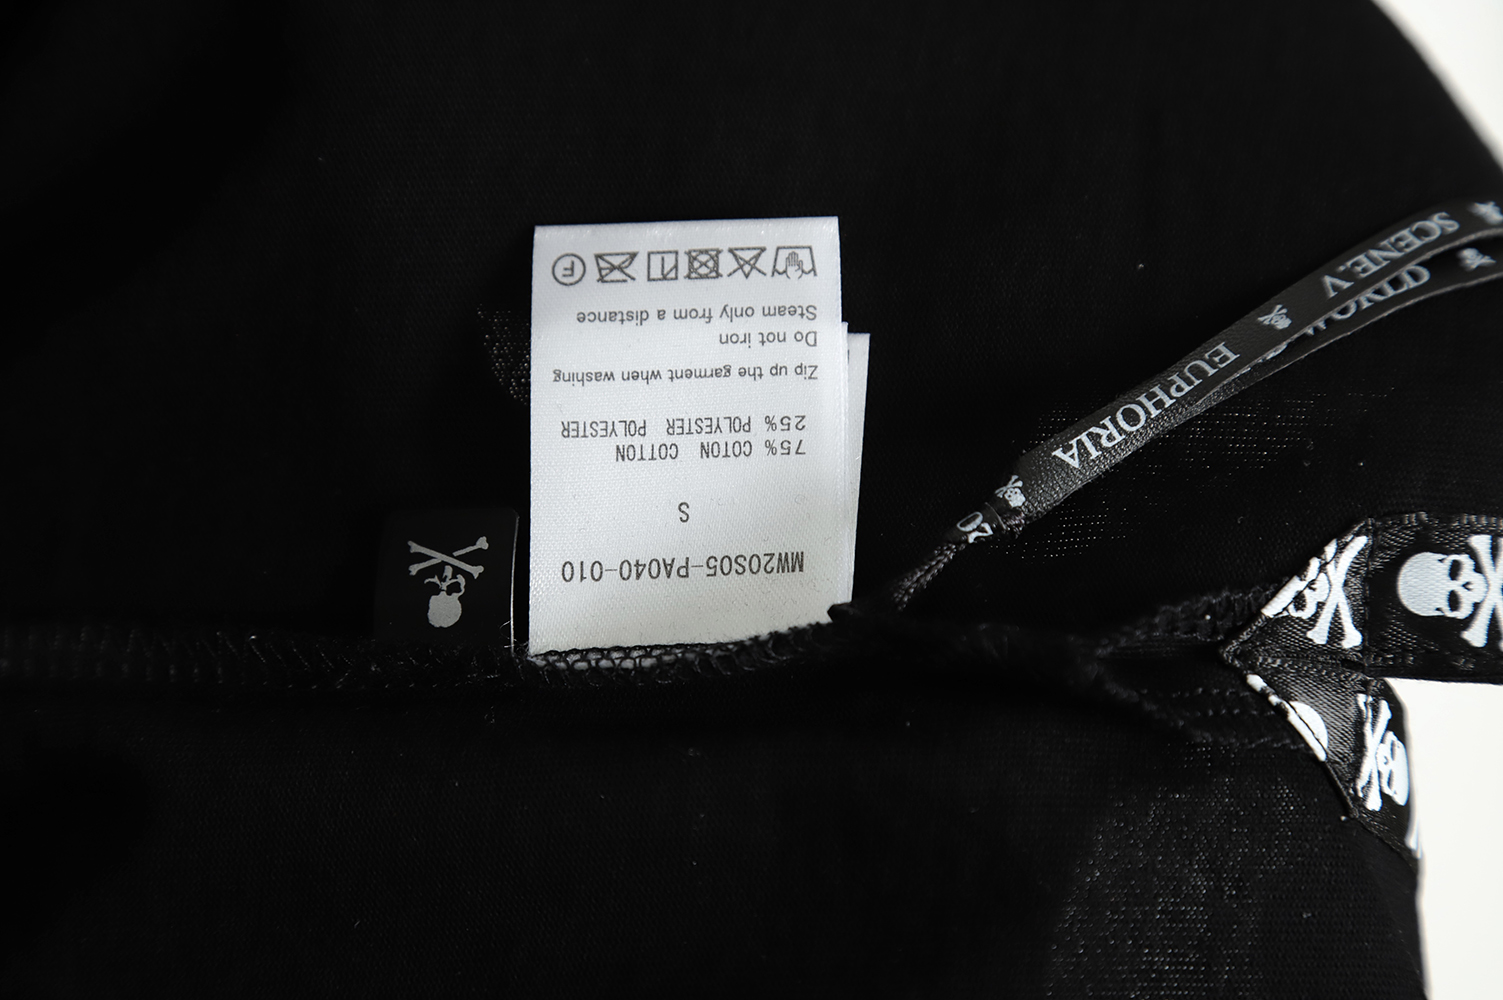 MW20S05-PA040-010
S
75% COTON COTTON
25% POLYESTER POLYESTER
Zip up the garment when washing
Do not iron
Steam only from a distance
F
EUPHORIA
SCENE.V